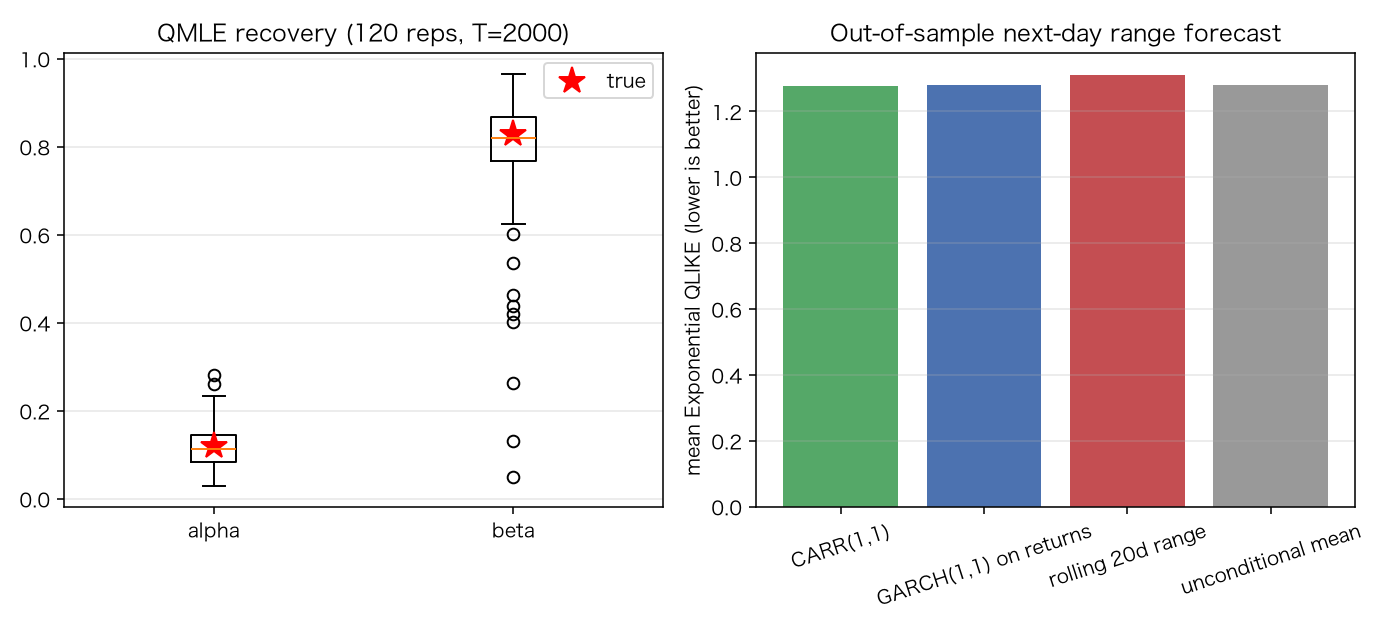 QMLE recovery (120 reps, T=2000)
true
1.0
0.8
0.6
0.4
0.2
0.0
alpha
beta
Out-of-sample next-day range forecast
mean Exponential QLIKE (lower is better)
1.2
1.0
0.8
0.6
0.4
0.2
0.0
CARR(1,1)
GARCH(1,1) on returns
rolling 20d range
unconditional mean